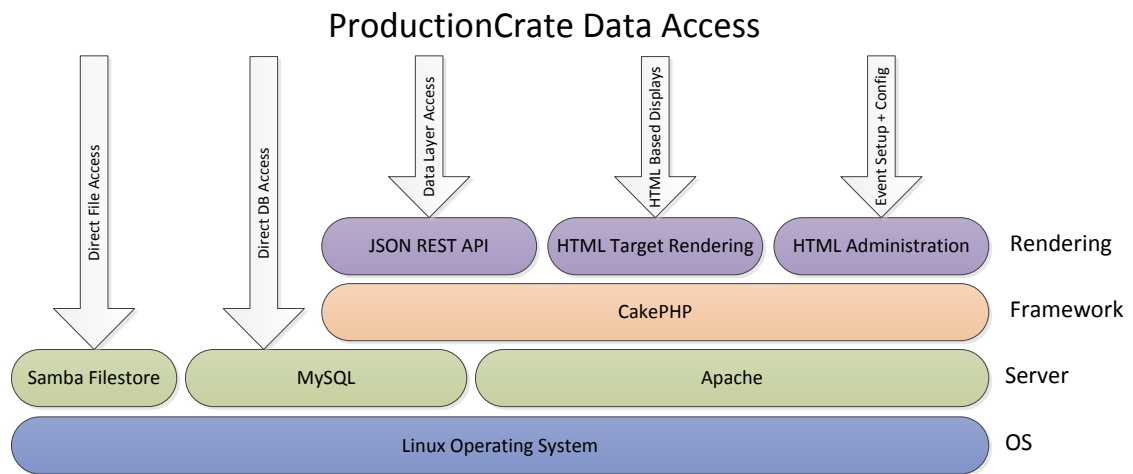 ProductionCrate Data Access
Direct File Access
Direct DB Access
Data Layer Access
HTML Based Displays
Event Setup + Config
JSON REST API
HTML Target Rendering
HTML Administration
Rendering
CakePHP
Framework
Samba Filestore
MySQL
Apache
Server
Linux Operating System
OS